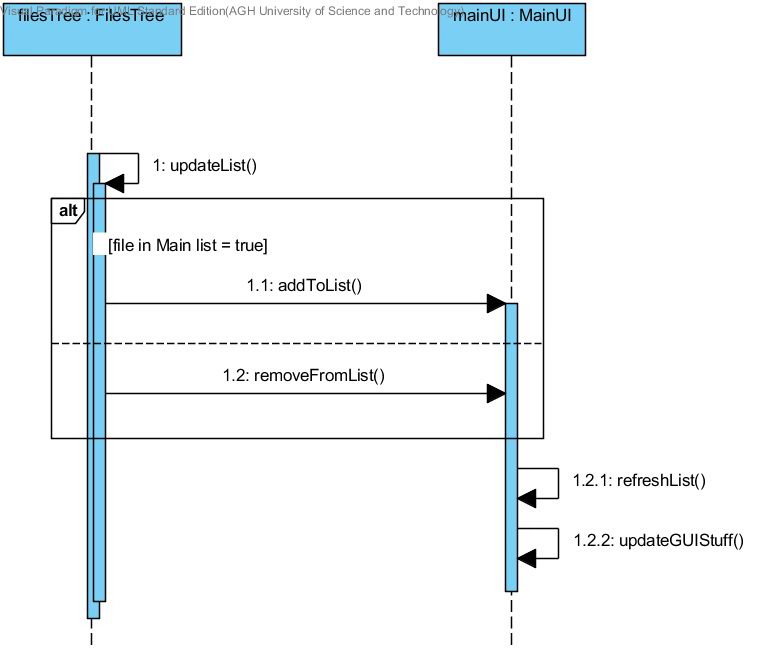 Visual Paradigm for UML Standard Edition(AGH University of Science and Technology)
filesTree : FilesTree
mainUI : MainUI
1: updateList()
alt
[file in Main list = true]
1.1: addToList()
1.2: removeFromList()
1.2.1: refreshList()
1.2.2: updateGUIStuff()